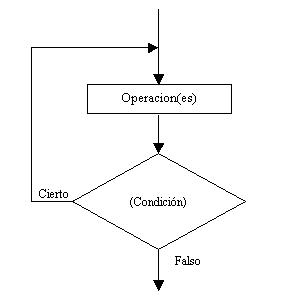 Operacion(es)
Cierto
(Condición)
Falso